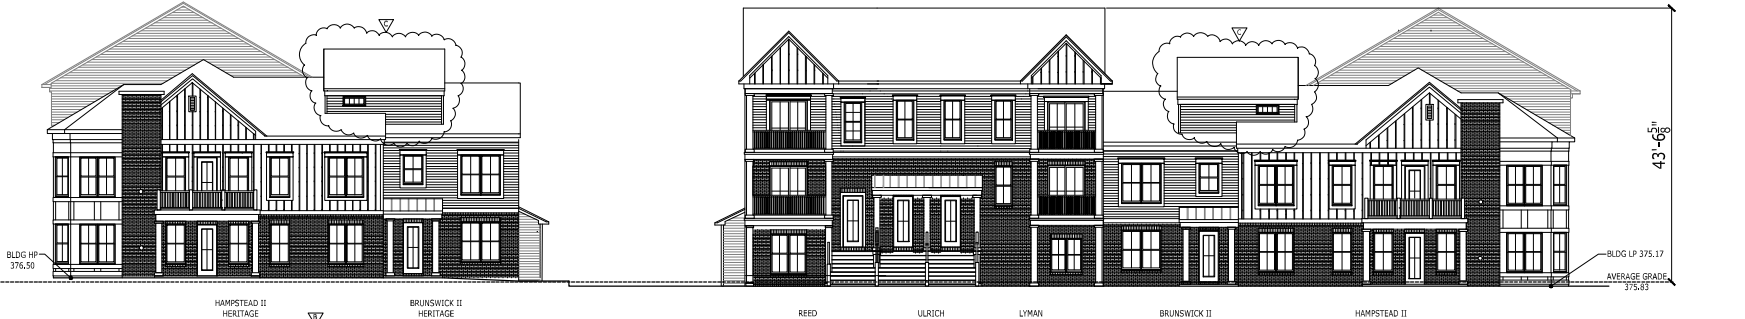 C
C
43'-6 5/8"
BLDG HP
376.50
BLDG LP 375.17
AVERAGE GRADE
375.83
HAMPSTEAD II
HERITAGE
BRUNSWICK II
HERITAGE
REED
ULRICH
LYMAN
BRUNSWICK II
HAMPSTEAD II